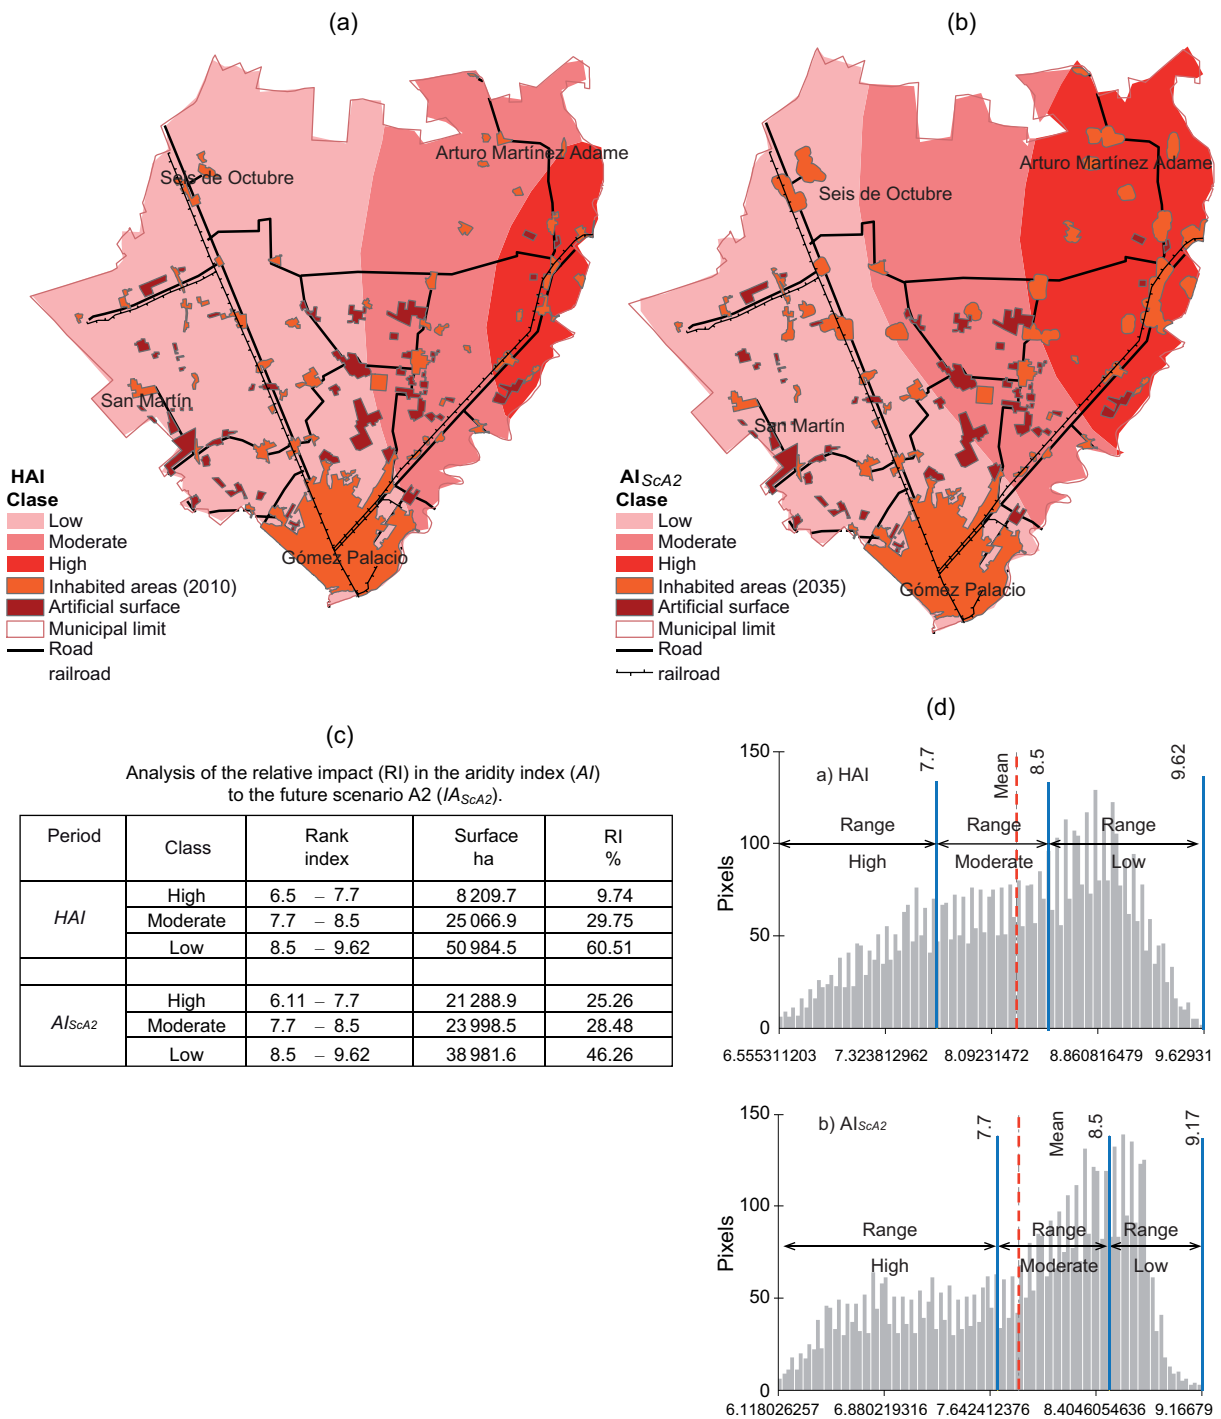 (a)
Arturo Martínez Adame
Seis de Octubre
San Martín
Gómez Palacio
HAI
Clase
Low
Moderate
High
Inhabited areas (2010)
Artificial surface
Municipal limit
Road
railroad
(b)
Arturo Martínez Adame
Seis de Octubre
San Martín
Gómez Palacio
AI ScA2
Clase
Low
Moderate
High
Inhabited areas (2035)
Artificial surface
Municipal limit
Road
railroad
(c)
Analysis of the relative impact (RI) in the aridity index (AI)
to the future scenario A2 (IAScA2).
Period Class Rank index Surface ha RI %
HAI
High 6.5 – 7.7 8 209.7 9.74
Moderate 7.7 – 8.5 25 066.9 29.75
Low 8.5 – 9.62 50 984.5 60.51
AIScA2
High 6.11 – 7.7 21 288.9 25.26
Moderate 7.7 – 8.5 23 998.5 28.48
Low 8.5 – 9.62 38 981.6 46.26
(d)
a) HAI
7.7
Mean
8.5
9.62
Range Range Range
High Moderate Low
Pixels
150
100
50
0
6.555311203 7.323812962 8.09231472 8.860816479 9.62931
b) AIScA2
7.7
Mean
8.5
9.17
Range Range Range
High Moderate Low
Pixels
150
100
50
0
6.118026257 6.880219316 7.642412376 8.4046054636 9.16679